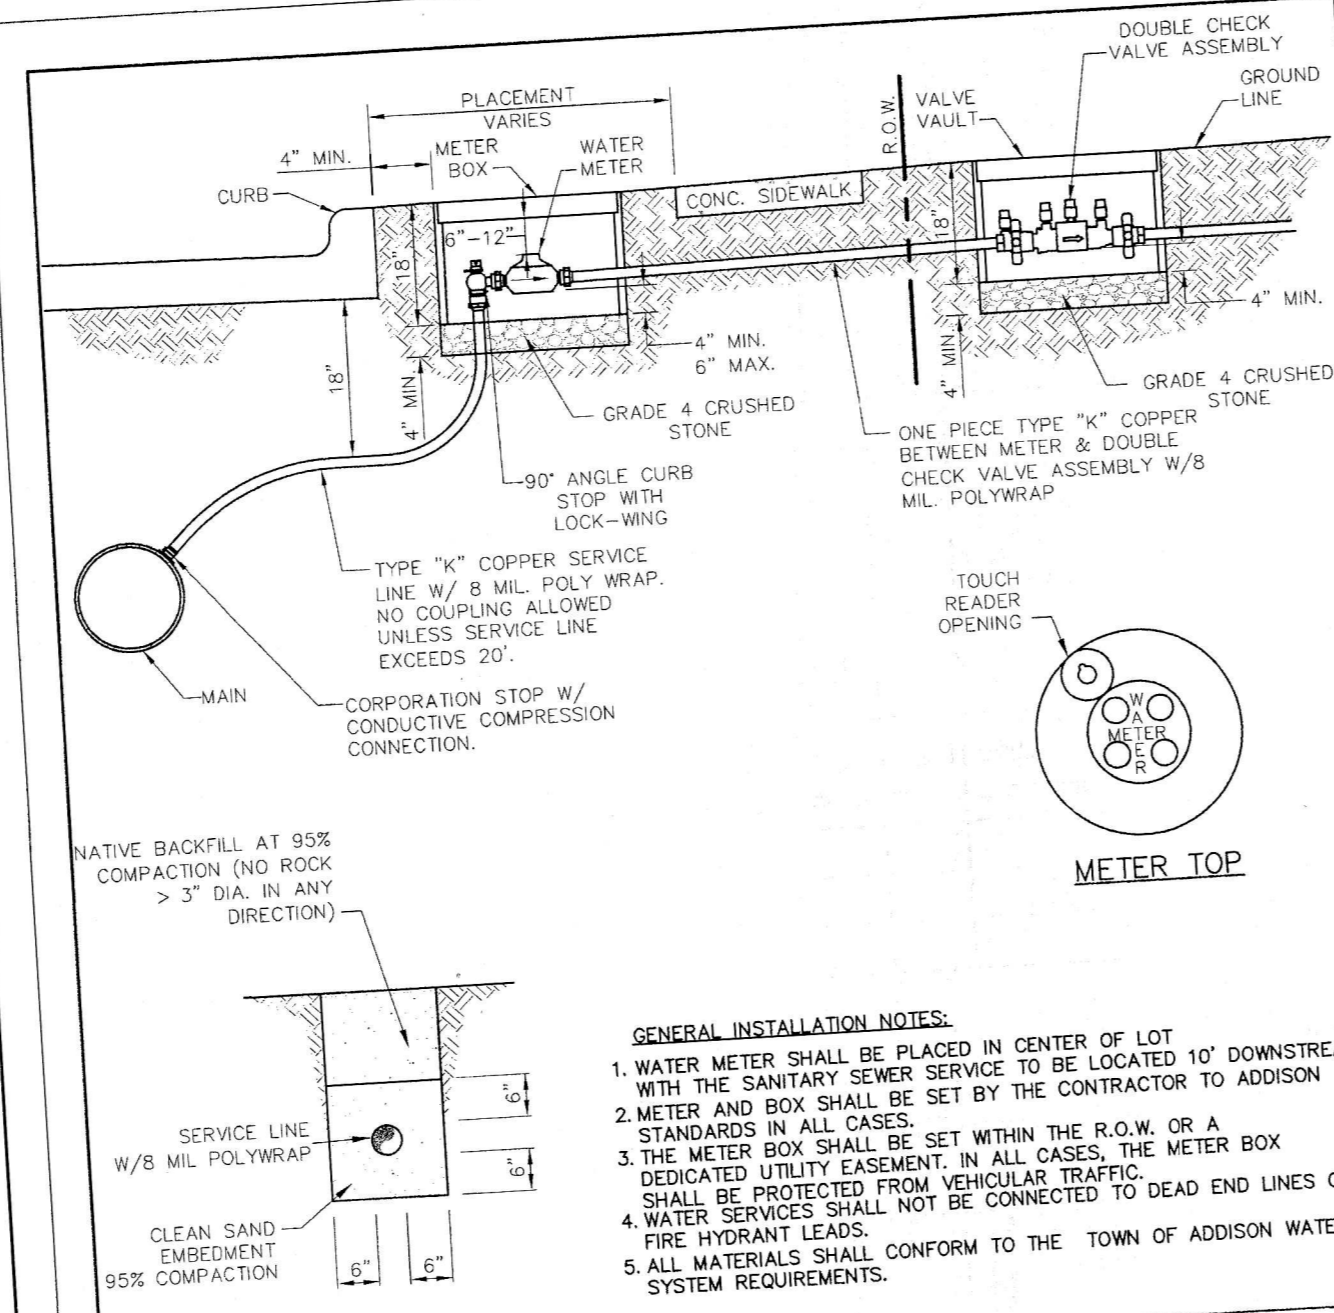 DOUBLE CHECK
VALVE ASSEMBLY
GROUND
LINE
PLACEMENT
VARIES
VALVE
VAULT
R.O.W.
4" MIN.
METER
BOX
WATER
METER
CURB
CONC. SIDEWALK
6"-12"
18"
18"
18"
4" MIN.
4" MIN.
6" MAX.
4" MIN.
4" MIN
GRADE 4 CRUSHED
STONE
GRADE 4 CRUSHED
STONE
ONE PIECE TYPE "K" COPPER
BETWEEN METER & DOUBLE
CHECK VALVE ASSEMBLY W/8
MIL. POLYWRAP
90° ANGLE CURB
STOP WITH
LOCK-WING
TYPE "K" COPPER SERVICE
LINE W/ 8 MIL. POLY WRAP.
NO COUPLING ALLOWED
UNLESS SERVICE LINE
EXCEEDS 20'.
MAIN
CORPORATION STOP W/
CONDUCTIVE COMPRESSION
CONNECTION.
TOUCH
READER
OPENING
WATER
METER
METER TOP
NATIVE BACKFILL AT 95%
COMPACTION (NO ROCK
> 3" DIA. IN ANY
DIRECTION)
6"
6"
SERVICE LINE
W/8 MIL POLYWRAP
CLEAN SAND
EMBEDMENT
95% COMPACTION
6"
6"
GENERAL INSTALLATION NOTES:
1. WATER METER SHALL BE PLACED IN CENTER OF LOT
WITH THE SANITARY SEWER SERVICE TO BE LOCATED 10' DOWNSTRE
2. METER AND BOX SHALL BE SET BY THE CONTRACTOR TO ADDISON
STANDARDS IN ALL CASES.
3. THE METER BOX SHALL BE SET WITHIN THE R.O.W. OR A
DEDICATED UTILITY EASEMENT. IN ALL CASES, THE METER BOX
SHALL BE PROTECTED FROM VEHICULAR TRAFFIC.
4. WATER SERVICES SHALL NOT BE CONNECTED TO DEAD END LINES
FIRE HYDRANT LEADS.
5. ALL MATERIALS SHALL CONFORM TO THE TOWN OF ADDISON WATE
SYSTEM REQUIREMENTS.